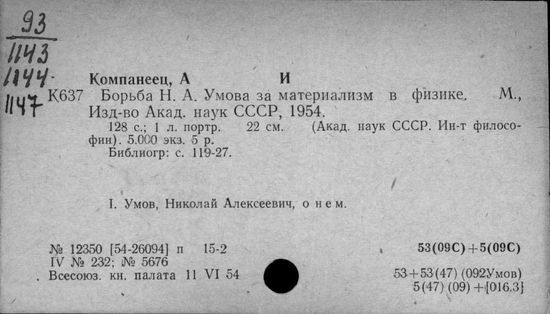 93
1143
1144
1147
Компанеец, А И
К637 Борьба Н. А. Умова за материализм в физике. М.,
Изд-во Акад. наук СССР, 1954.
128 с.; 1 л. портр. 22 см. (Акад. наук СССР. Ин-т филосо-
фии). 5.000 экз. 5 р.
Библиогр: с. 119-27.
I. Умов, Николай Алексеевич, о нем.
№ 12350 [54-26094] п 15-2 53(09С)+5(09С)
IV № 232; № 5676
Всесоюз. кн. палата 11 VI 54 53+53(47)(092Умов)
5(47)(09)+[016.3]